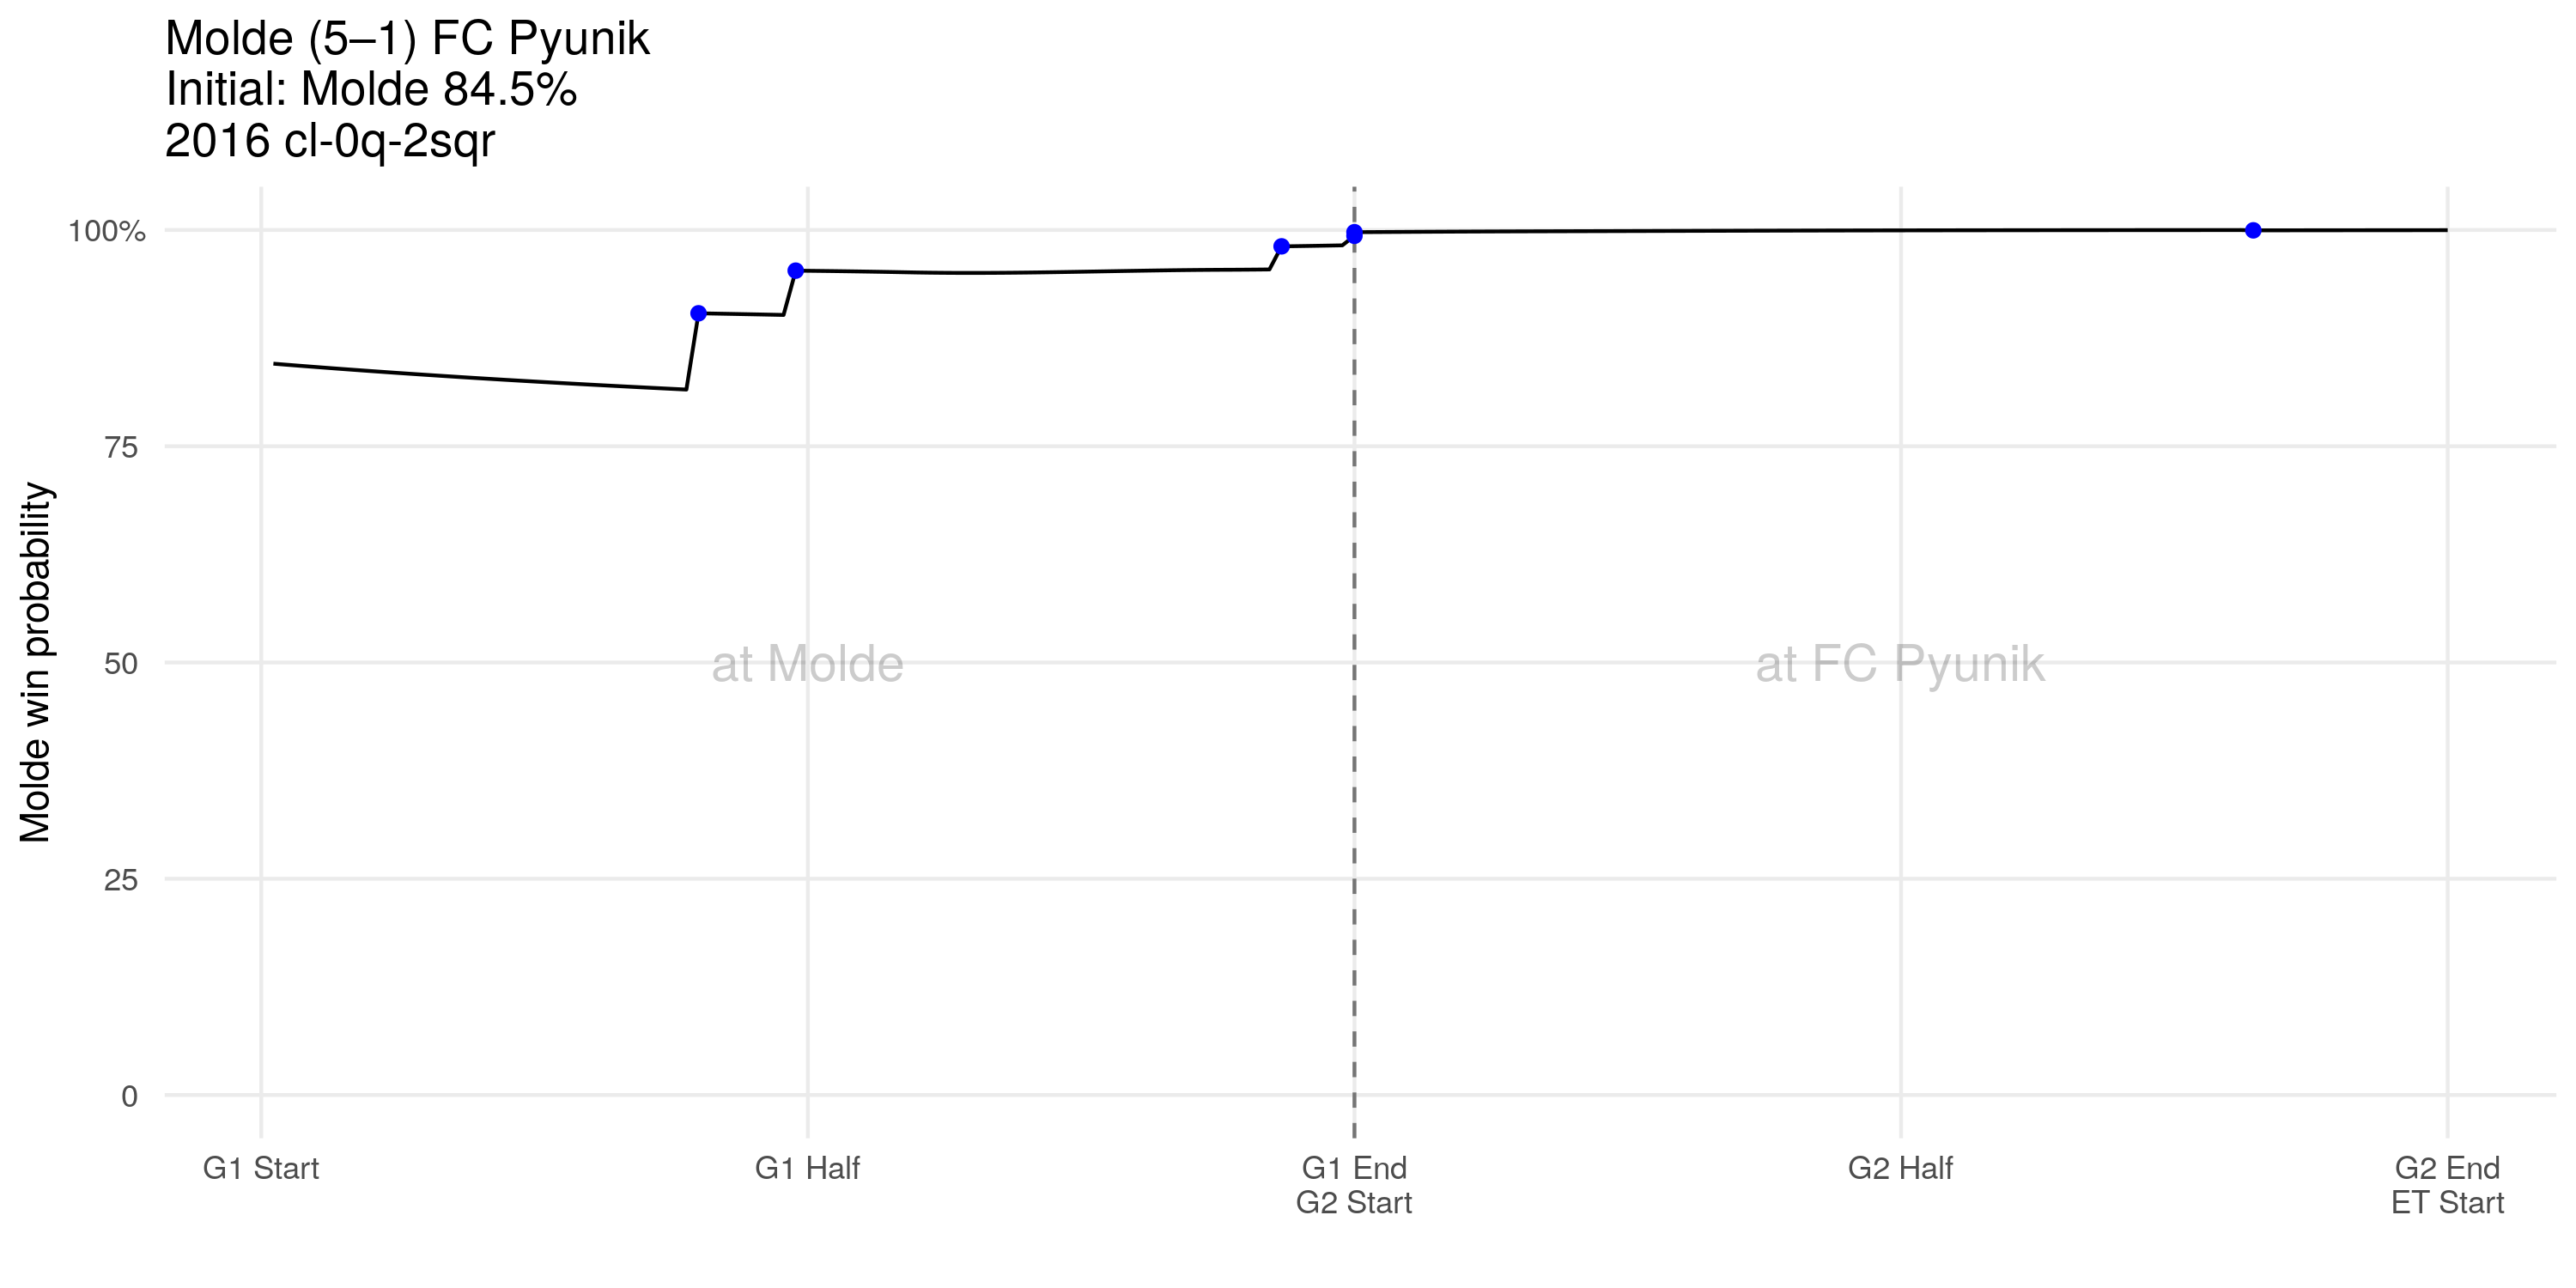 Molde (5–1) FC Pyunik
Initial: Molde 84.5%
2016 cl-0q-2sqr
Molde win probability
100%
75
50
25
0
at Molde
at FC Pyunik
G1 Start
G1 Half
G1 End
G2 Start
G2 Half
G2 End
ET Start